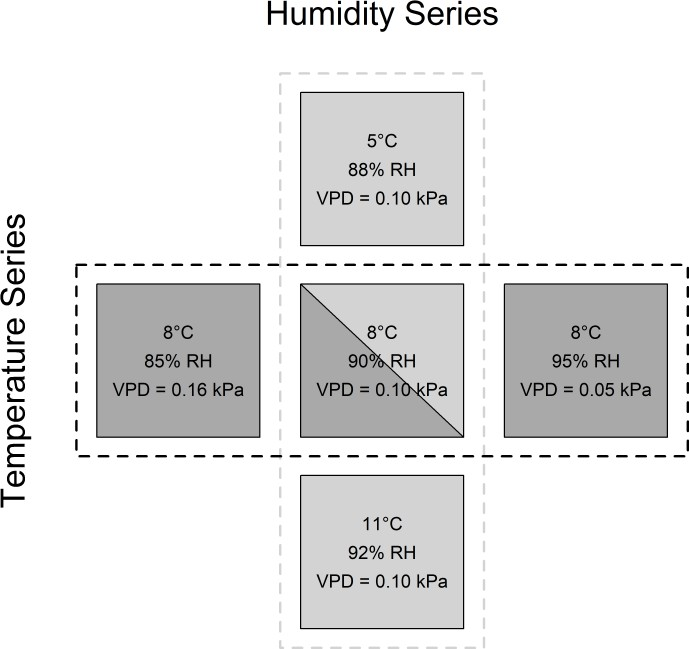 Humidity Series
Temperature Series
5°C
88% RH
VPD = 0.10 kPa
8°C
85% RH
VPD = 0.16 kPa
8°C
90% RH
VPD = 0.10 kPa
8°C
95% RH
VPD = 0.05 kPa
11°C
92% RH
VPD = 0.10 kPa